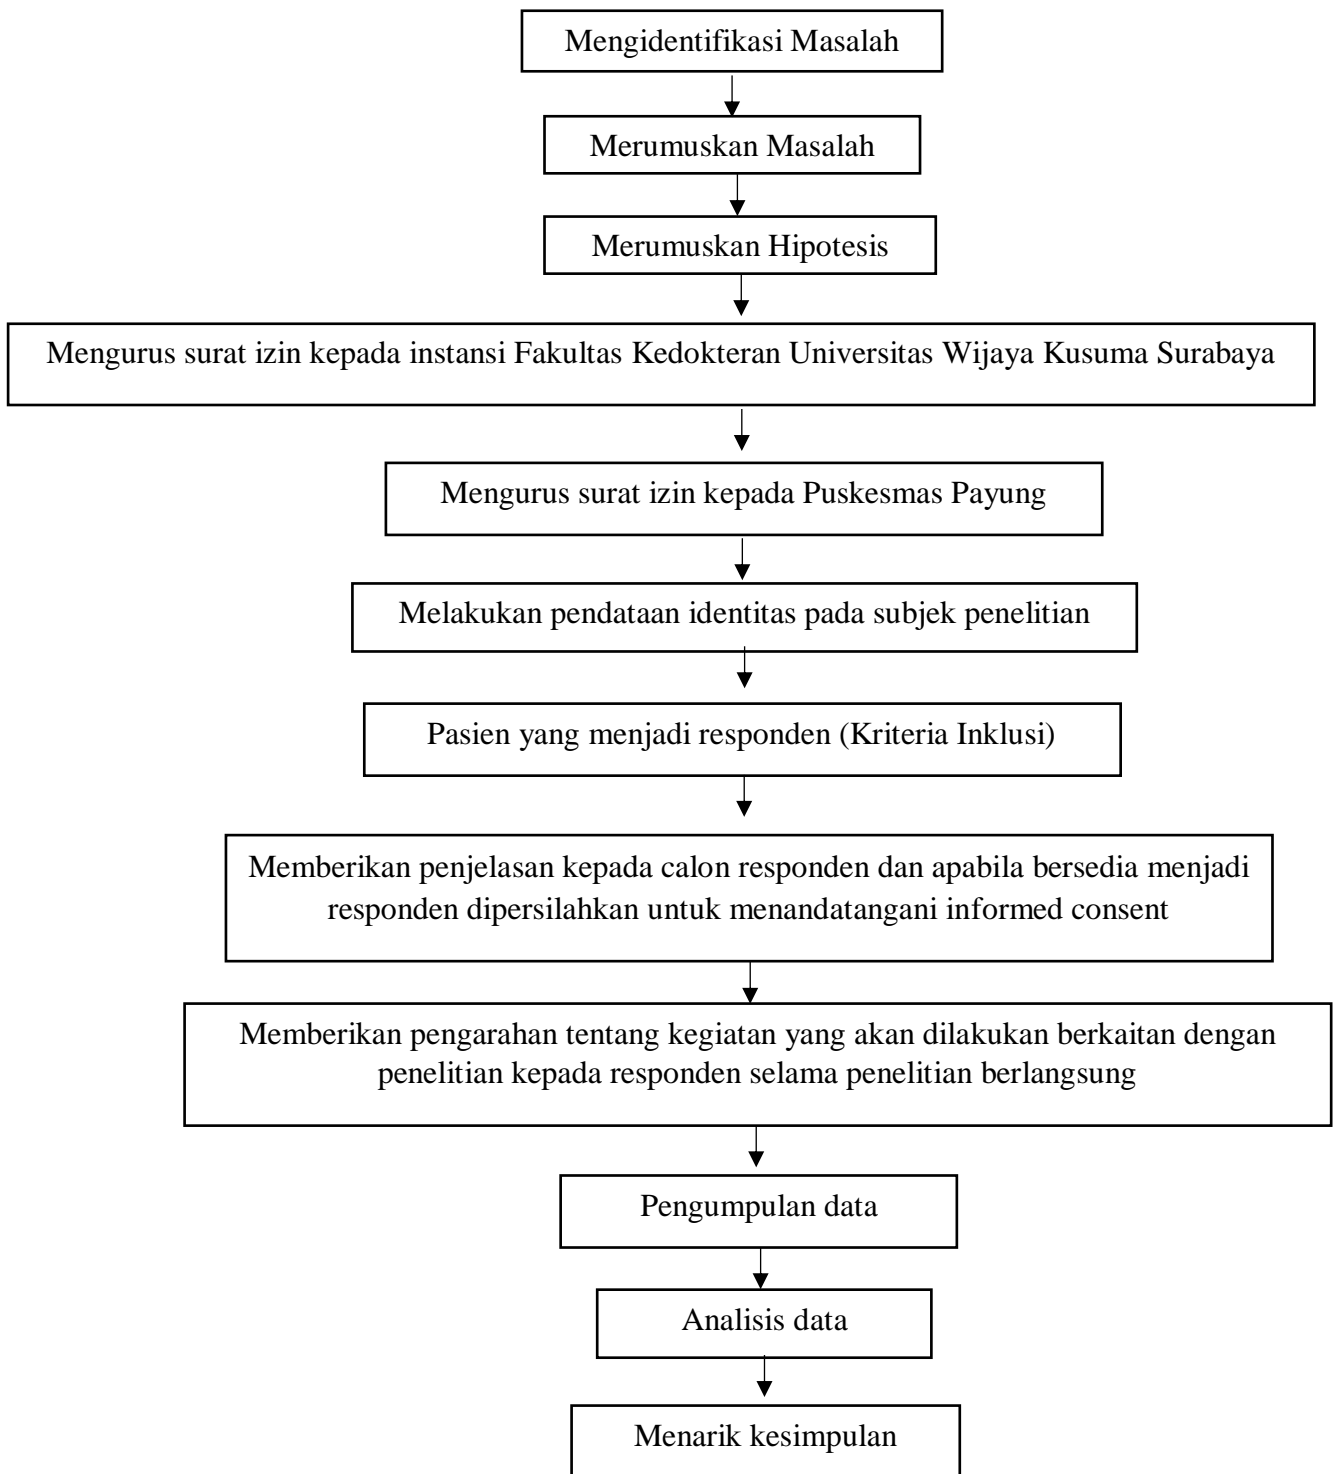 Mengidentifikasi Masalah
Merumuskan Masalah
Merumuskan Hipotesis
Mengurus surat izin kepada instansi Fakultas Kedokteran Universitas Wijaya Kusuma Surabaya
Mengurus surat izin kepada Puskesmas Payung
Melakukan pendataan identitas pada subjek penelitian
Pasien yang menjadi responden (Kriteria Inklusi)
Memberikan penjelasan kepada calon responden dan apabila bersedia menjadi
responden dipersilahkan untuk menandatangani informed consent
Memberikan pengarahan tentang kegiatan yang akan dilakukan berkaitan dengan
penelitian kepada responden selama penelitian berlangsung
Pengumpulan data
Analisis data
Menarik kesimpulan